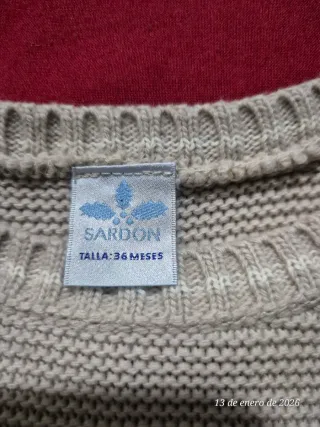 SARDON
TALLA: 36 MESES
13 de enero de 2026